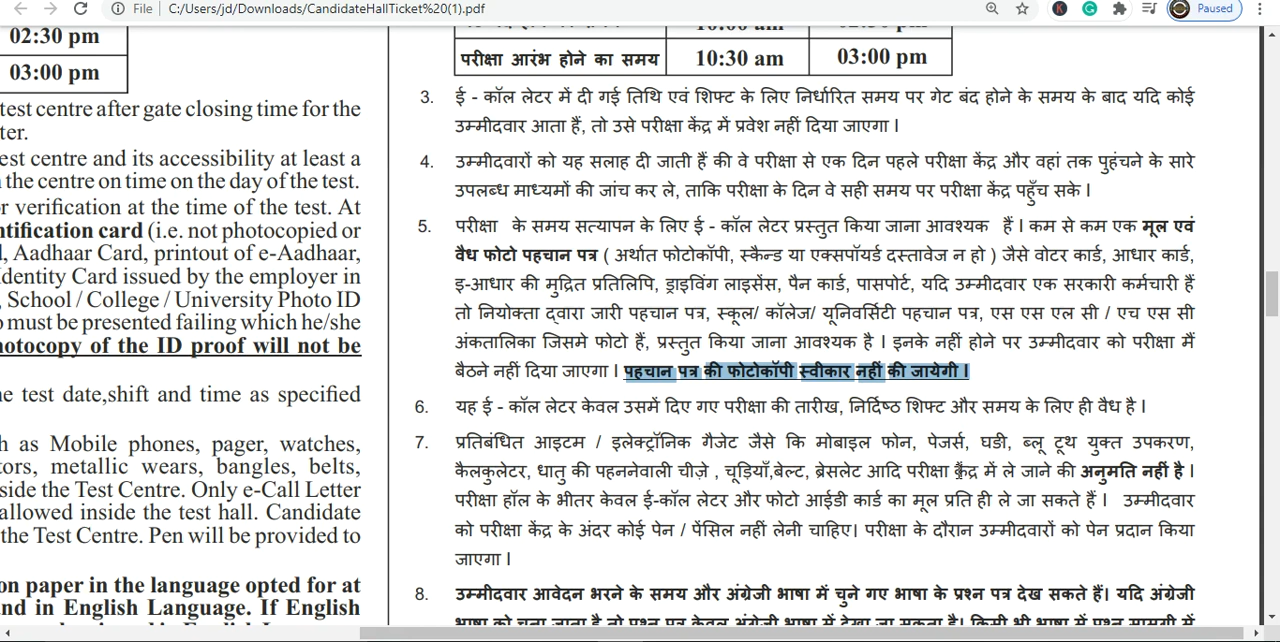 File
C:/Users/jd/Downloads/CandidateHallTicket%20(1).pdf
Paused
02:30 pm
03:00 pm
test centre after gate closing time for the
ter.
est centre and its accessibility at least a
the centre on time on the day of the test.
r verification at the time of the test. At
ntification card (i.e. not photocopied or
l, Aadhaar Card, printout of e-Aadhaar,
Identity Card issued by the employer in
, School / College / University Photo ID
o must be presented failing which he/she
hotocopy of the ID proof will not be
e test date,shift and time as specified
h as Mobile phones, pager, watches,
tors, metallic wears, bangles, belts,
side the Test Centre. Only e-Call Letter
allowed inside the test hall. Candidate
the Test Centre. Pen will be provided to
on paper in the language opted for at
nd in English Language. If English
परीक्षा आरंभ होने का समय 10:30 am 03:00 pm
3. ई - कॉल लेटर में दी गई तिथि एवं शिफ्ट के लिए निर्धारित समय पर गेट बंद होने के समय के बाद यदि कोई
उम्मीदवार आता हैं, तो उसे परीक्षा केंद्र में प्रवेश नहीं दिया जाएगा ।
4. उम्मीदवारों को यह सलाह दी जाती हैं की वे परीक्षा से एक दिन पहले परीक्षा केंद्र और वहां तक पुहंचने के सारे
उपलब्ध माध्यमों की जांच कर ले, ताकि परीक्षा के दिन वे सही समय पर परीक्षा केंद्र पहुँच सके ।
5. परीक्षा के समय सत्यापन के लिए ई - कॉल लेटर प्रस्तुत किया जाना आवश्यक हैं । कम से कम एक मूल एवं
वैध फोटो पहचान पत्र ( अर्थात फोटोकॉपी, स्कैन्ड या एक्सपॉयर्ड दस्तावेज न हो ) जैसे वोटर कार्ड, आधार कार्ड,
इ-आधार की मुद्रित प्रतिलिपि, ड्राइविंग लाइसेंस, पैन कार्ड, पासपोर्ट, यदि उम्मीदवार एक सरकारी कर्मचारी हैं
तो नियोक्ता द्वारा जारी पहचान पत्र, स्कूल/ कॉलेज/ यूनिवर्सिटी पहचान पत्र, एस एस एल सी / एच एस सी
अंकतालिका जिसमे फोटो हैं, प्रस्तुत किया जाना आवश्यक है । इनके नहीं होने पर उम्मीदवार को परीक्षा में
बैठने नहीं दिया जाएगा । पहचान पत्र की फोटोकॉपी स्वीकार नहीं की जायेगी ।
6. यह ई - कॉल लेटर केवल उसमें दिए गए परीक्षा की तारीख, निर्दिष्ठ शिफ्ट और समय के लिए ही वैध है ।
7. प्रतिबंधित आइटम / इलेक्ट्रॉनिक गैजेट जैसे कि मोबाइल फोन, पेजर्स, घडी, ब्लू टूथ युक्त उपकरण,
कैलकुलेटर, धातु की पहननेवाली चीज़े , चूड़ियाँ,बेल्ट, ब्रेसलेट आदि परीक्षा केंद्र में ले जाने की अनुमति नहीं है ।
परीक्षा हॉल के भीतर केवल ई-कॉल लेटर और फोटो आईडी कार्ड का मूल प्रति ही ले जा सकते हैं । उम्मीदवार
को परीक्षा केंद्र के अंदर कोई पेन / पेंसिल नहीं लेनी चाहिए। परीक्षा के दौरान उम्मीदवारों को पेन प्रदान किया
जाएगा ।
8. उम्मीदवार आवेदन भरने के समय और अंग्रेजी भाषा में चुने गए भाषा के प्रश्न पत्र देख सकते हैं। यदि अंग्रेजी